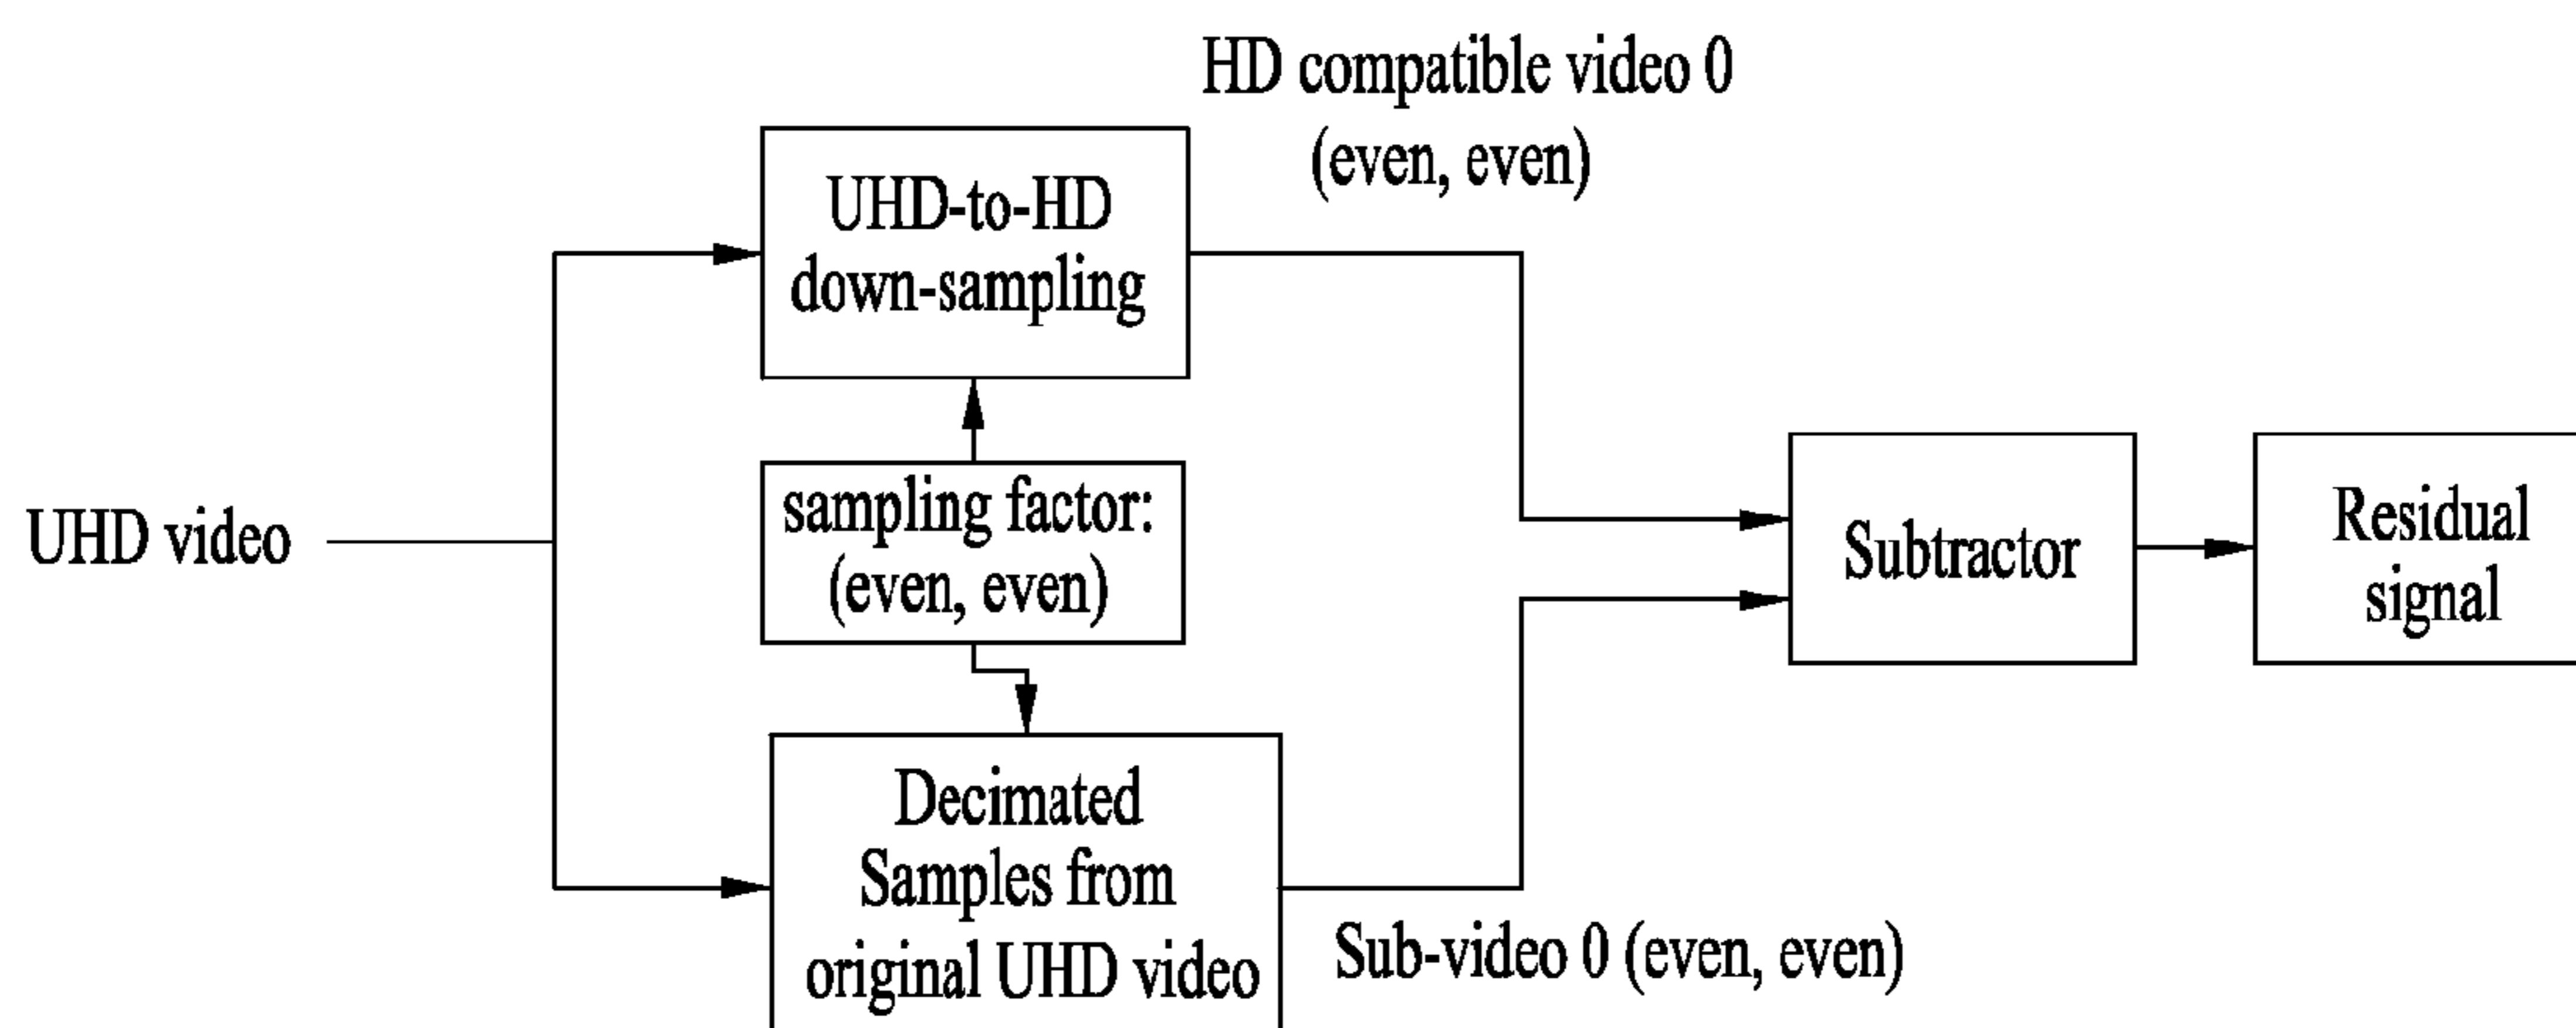 HD compatible video 0
(even, even)
UHD-to-HD
down-sampling
UHD video
sampling factor:
(even, even)
Subtractor
Residual
signal
Decimated
Samples from
original UHD video
Sub-video 0 (even, even)